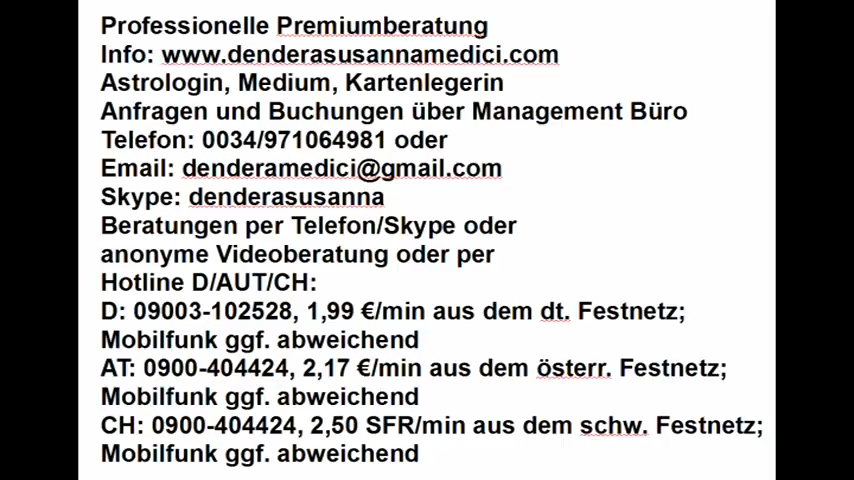 Professionelle Premiumberatung
Info: www.denderasusannamedici.com
Astrologin, Medium, Kartenlegerin
Anfragen und Buchungen über Management Büro
Telefon: 0034/971064981 oder
Email: denderamedici@gmail.com
Skype: denderasusanna
Beratungen per Telefon/Skype oder
anonyme Videoberatung oder per
Hotline D/AUT/CH:
D: 09003-102528, 1,99 €/min aus dem dt. Festnetz;
Mobilfunk ggf. abweichend
AT: 0900-404424, 2,17 €/min aus dem österr. Festnetz;
Mobilfunk ggf. abweichend
CH: 0900-404424, 2,50 SFR/min aus dem schw. Festnetz;
Mobilfunk ggf. abweichend